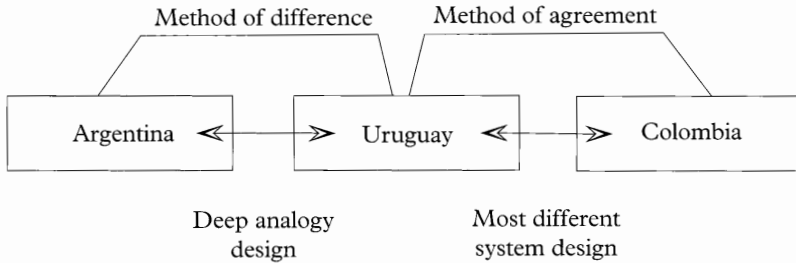 Method of difference
Method of agreement
Argentina
Uruguay
Colombia
Deep analogy
design
Most different
system design